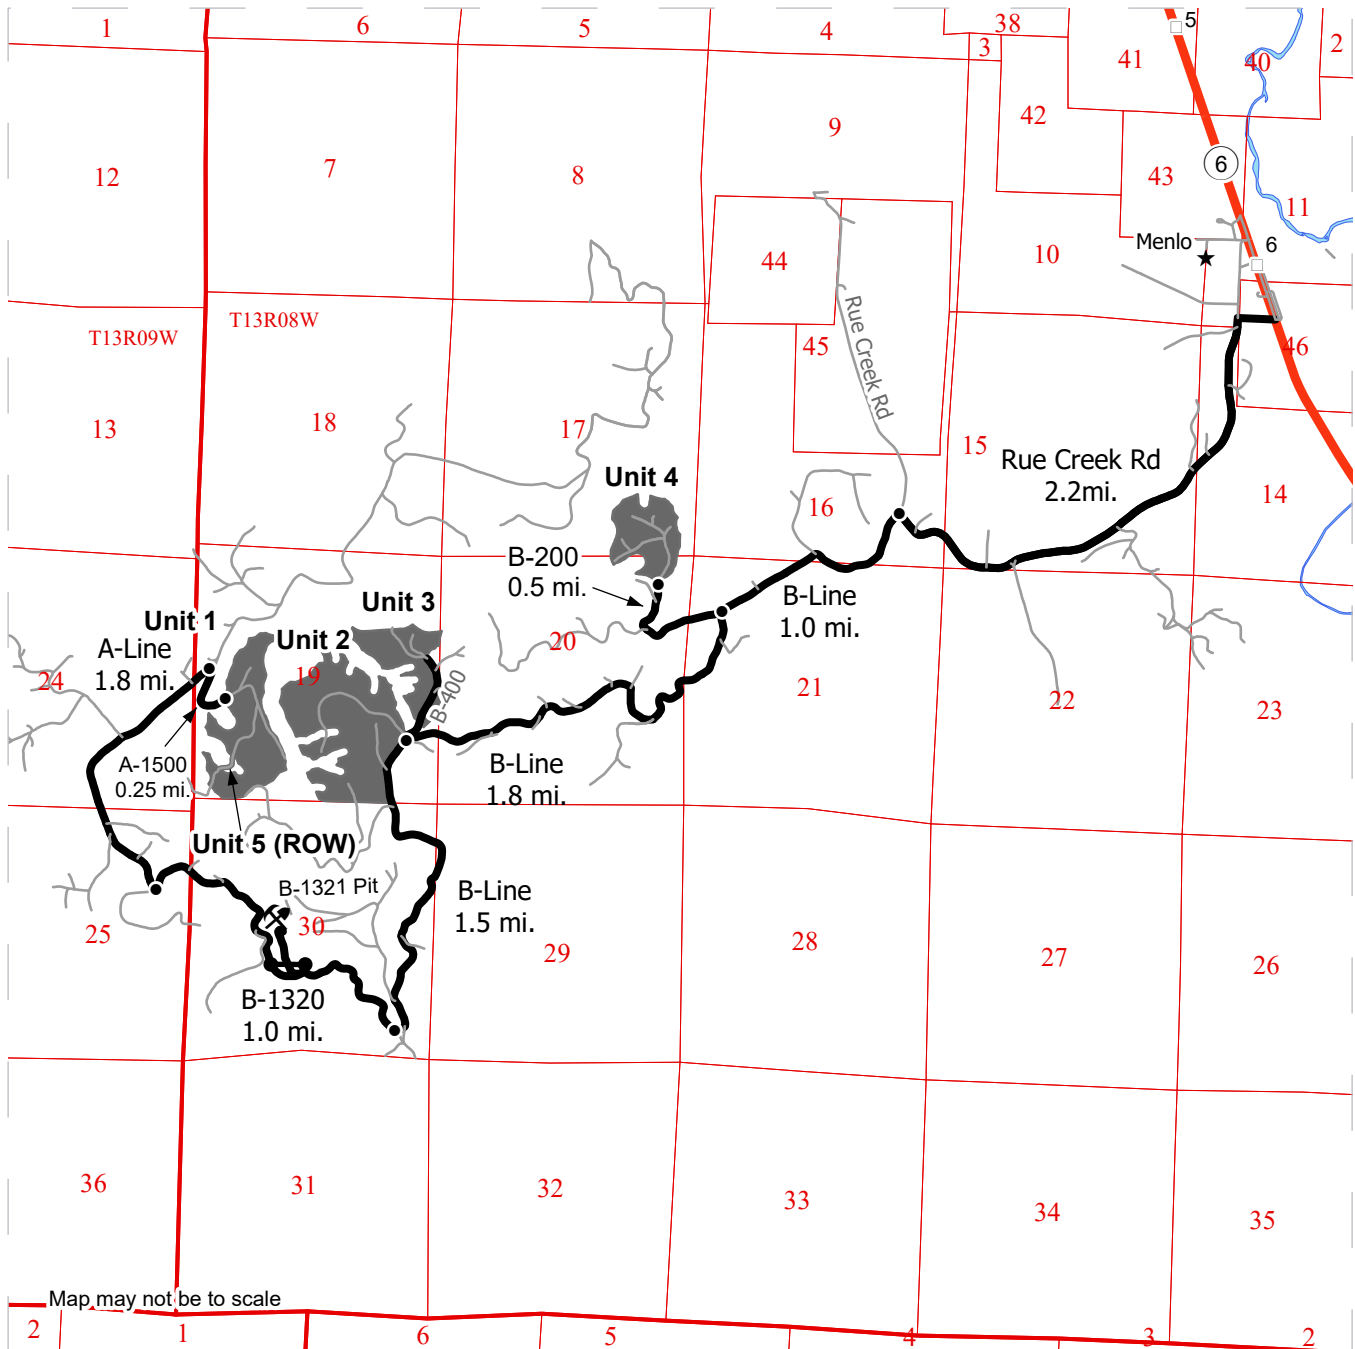 1
6
5
4
38
3
41
5
40
2
42
9
12
7
8
43
6
11
Menlo
6
44
10
T13R09W
T13R08W
Rue Creek Rd
45
46
13
18
17
15
Rue Creek Rd
2.2mi.
Unit 4
16
14
B-200
0.5 mi.
Unit 3
B-Line
1.0 mi.
Unit 1
Unit 2
20
A-Line
1.8 mi.
24
19
B-400
21
22
23
A-1500
0.25 mi.
B-Line
1.8 mi.
Unit 5 (ROW)
B-1321 Pit
B-Line
1.5 mi.
25
30
29
28
27
26
B-1320
1.0 mi.
36
31
32
33
34
35
Map may not be to scale
2
1
6
5
4
3
2